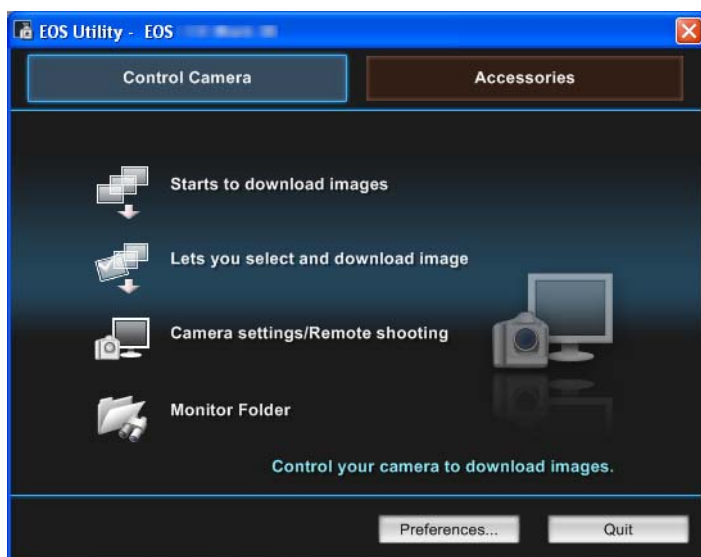 EOS Utility - EOS
Control Camera
Accessories
Starts to download images
Lets you select and download image
Camera settings/Remote shooting
Monitor Folder
Control your camera to download images.
Preferences...
Quit